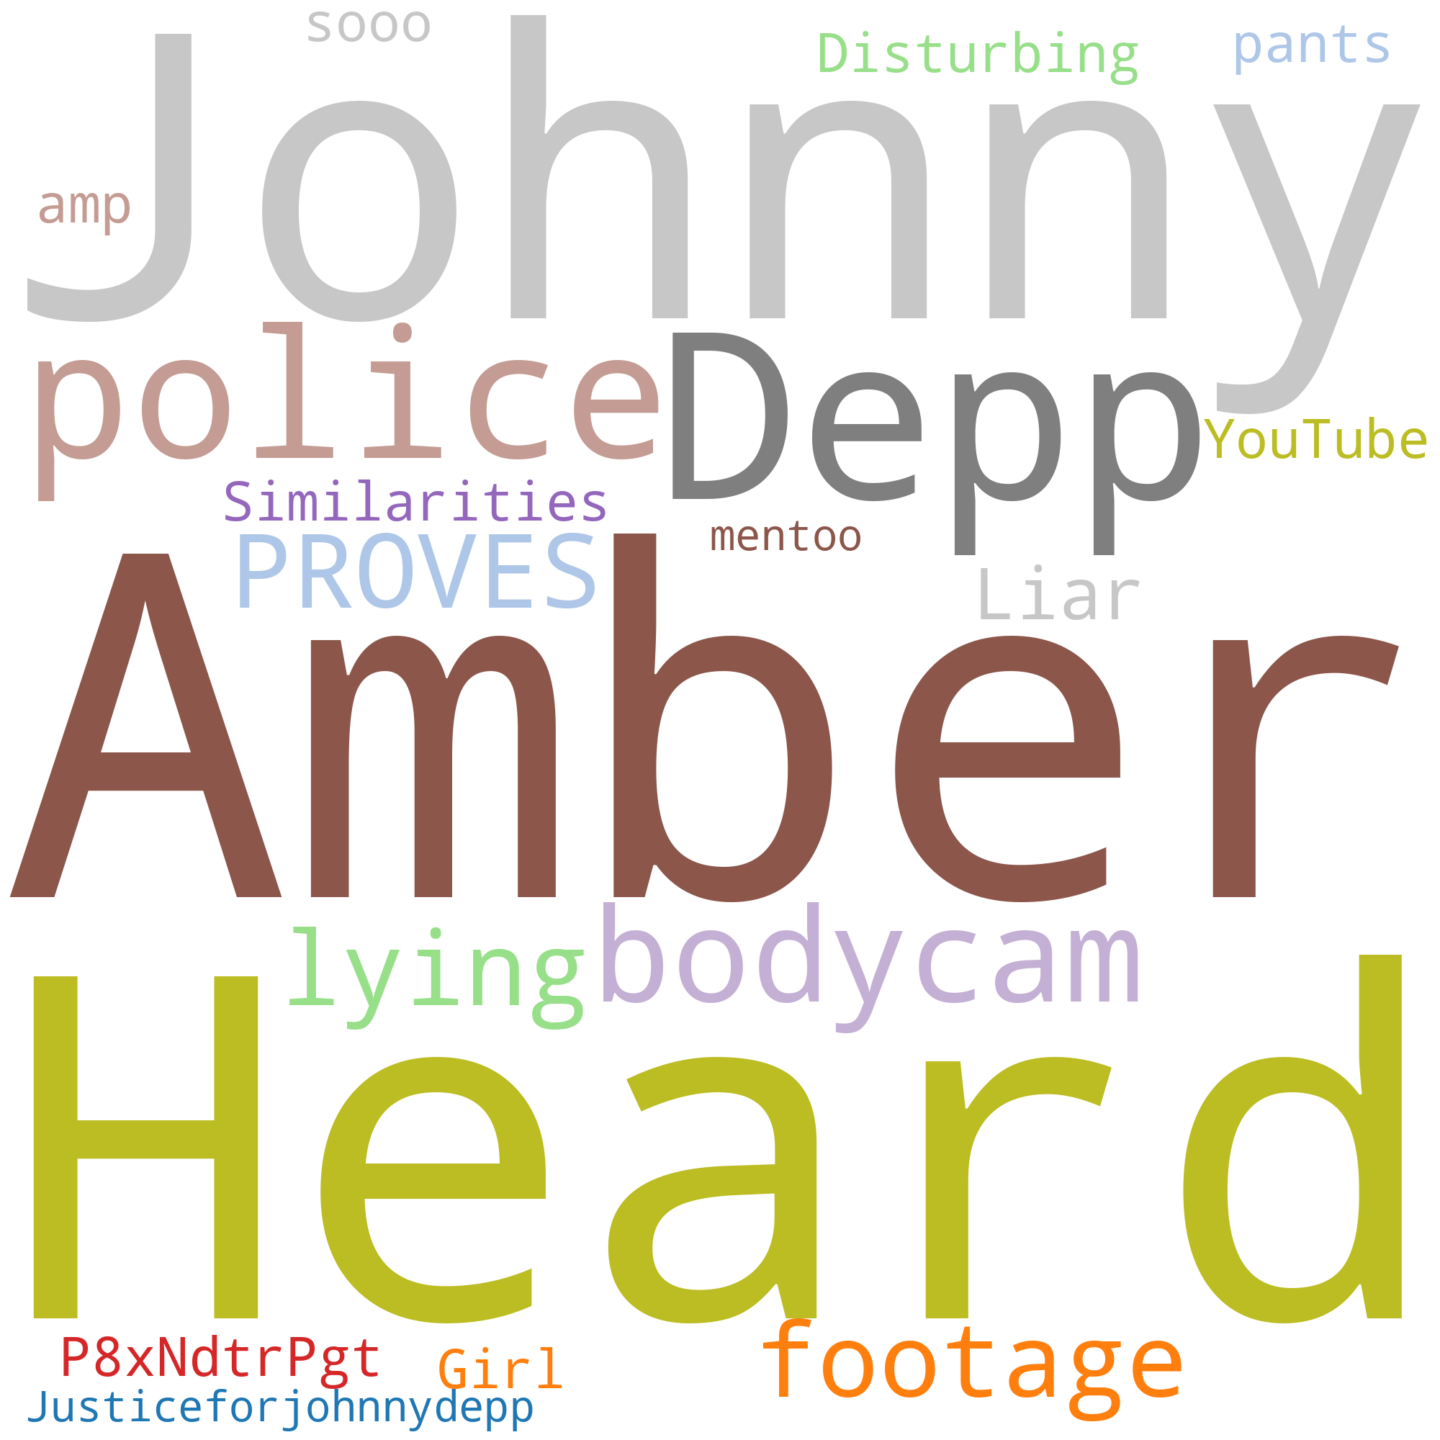 sooo
Disturbing
pants
Johnny
amp
police
Depp
YouTube
Similarities
mentoo
PROVES
Liar
Amber
lying
bodycam
Heard
P8xNdtrPgt
Girl
footage
Justiceforjohnnydepp